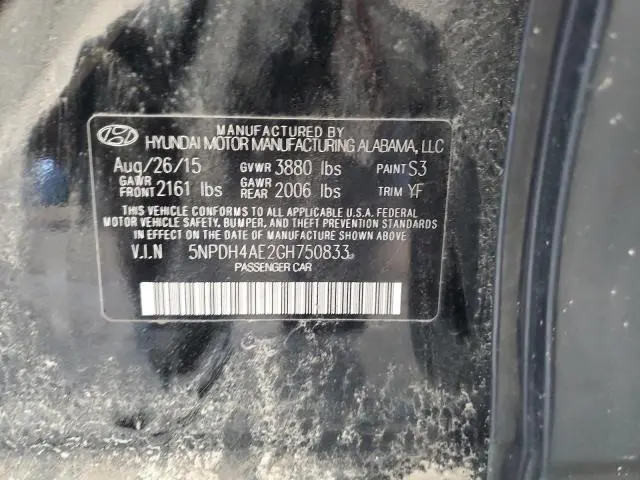 MANUFACTURED BY
HYUNDAI MOTOR MANUFACTURING ALABAMA, LLC
Aug/26/15 GVWR 3880 lbs PAINT S3
GAWR FRONT 2161 lbs GAWR REAR 2006 lbs TRIM YF
THIS VEHICLE CONFORMS TO ALL APPLICABLE U.S.A. FEDERAL
MOTOR VEHICLE SAFETY, BUMPER, AND THEFT PREVENTION STANDARDS
IN EFFECT ON THE DATE OF MANUFACTURE SHOWN ABOVE.
V.I.N 5NPDH4AE2GH750833
PASSENGER CAR